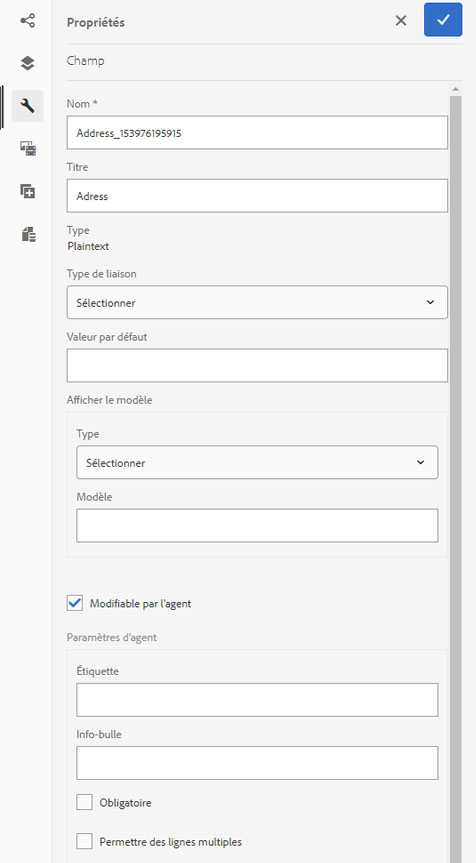 Propriétés
Champ
Nom *
Address_153976195915
Titre
Adress
Type
Plaintext
Type de liaison
Sélectionner
Valeur par défaut
Afficher le modèle
Type
Sélectionner
Modèle
Modifiable par l'agent
Paramètres d'agent
Étiquette
Info-bulle
Obligatoire
Permettre des lignes multiples